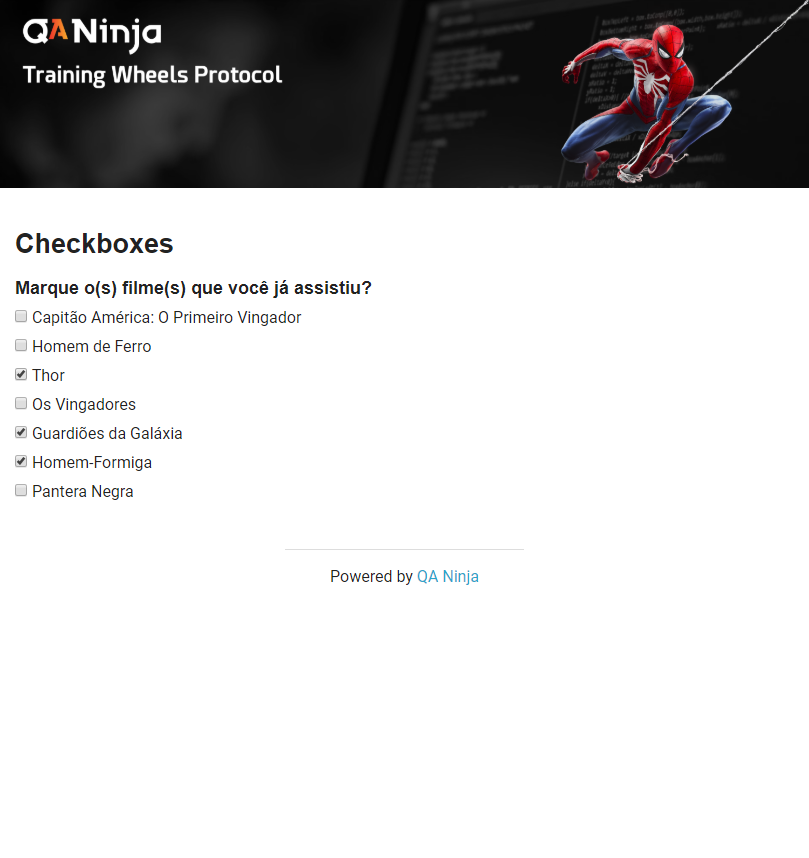 QA Ninja
Training Wheels Protocol
Checkboxes
Marque o(s) filme(s) que você já assistiu?
Capitão América: O Primeiro Vingador
Homem de Ferro
Thor
Os Vingadores
Guardiões da Galáxia
Homem-Formiga
Pantera Negra
Powered by QA Ninja